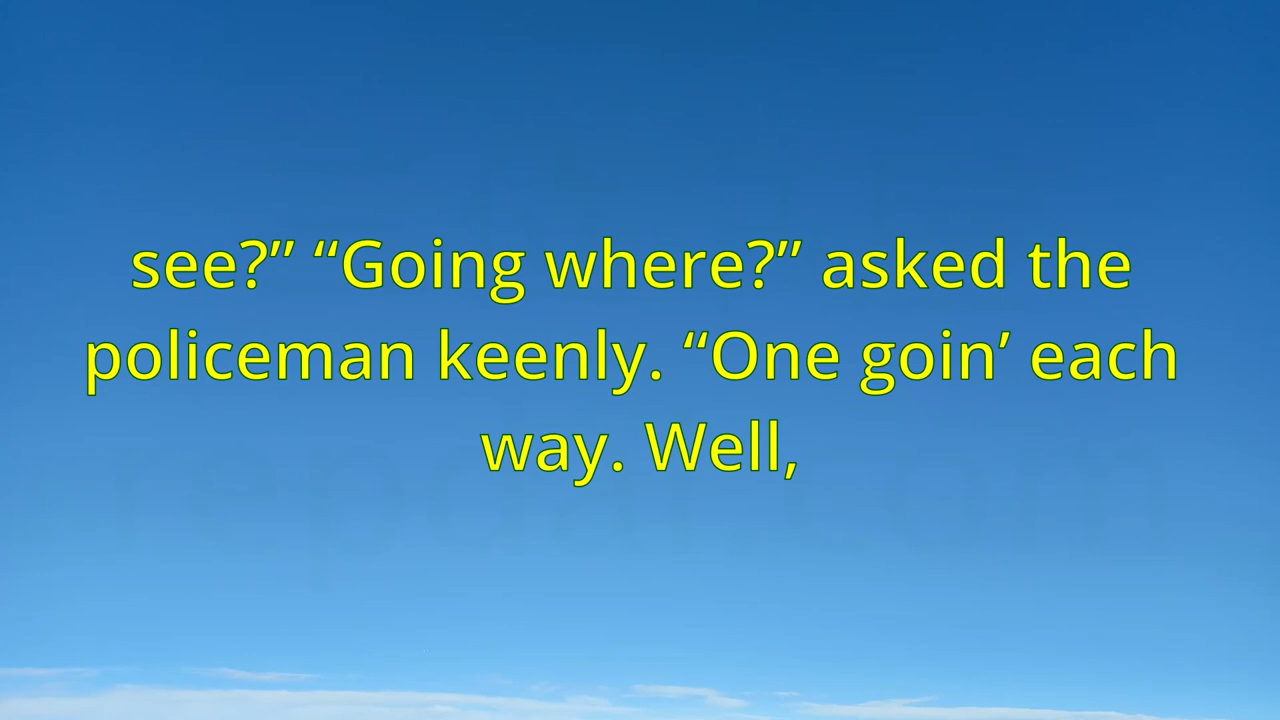 see?” “Going where?” asked the
policeman keenly. “One goin’ each
way. Well,